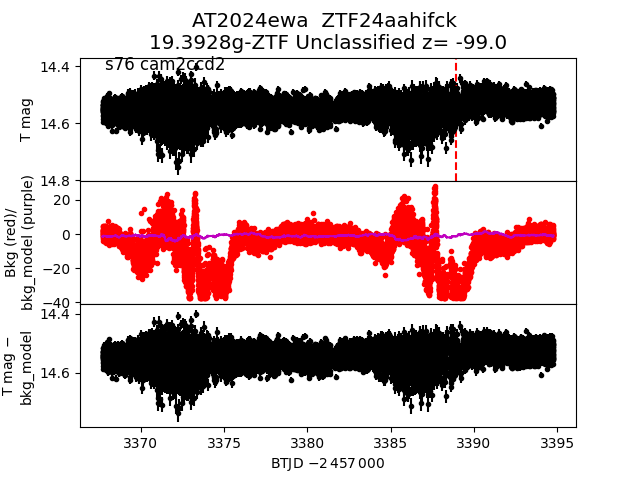 AT2024ewa  ZTF24aahifck
19.3928g-ZTF Unclassified z= -99.0
s76 cam2ccd2
14.4
14.6
14.8
T mag
20
0
−20
−40
Bkg (red)/
bkg_model (purple)
14.4
14.6
T mag −
bkg_model
3370 3375 3380 3385 3390 3395
BTJD −2 457 000